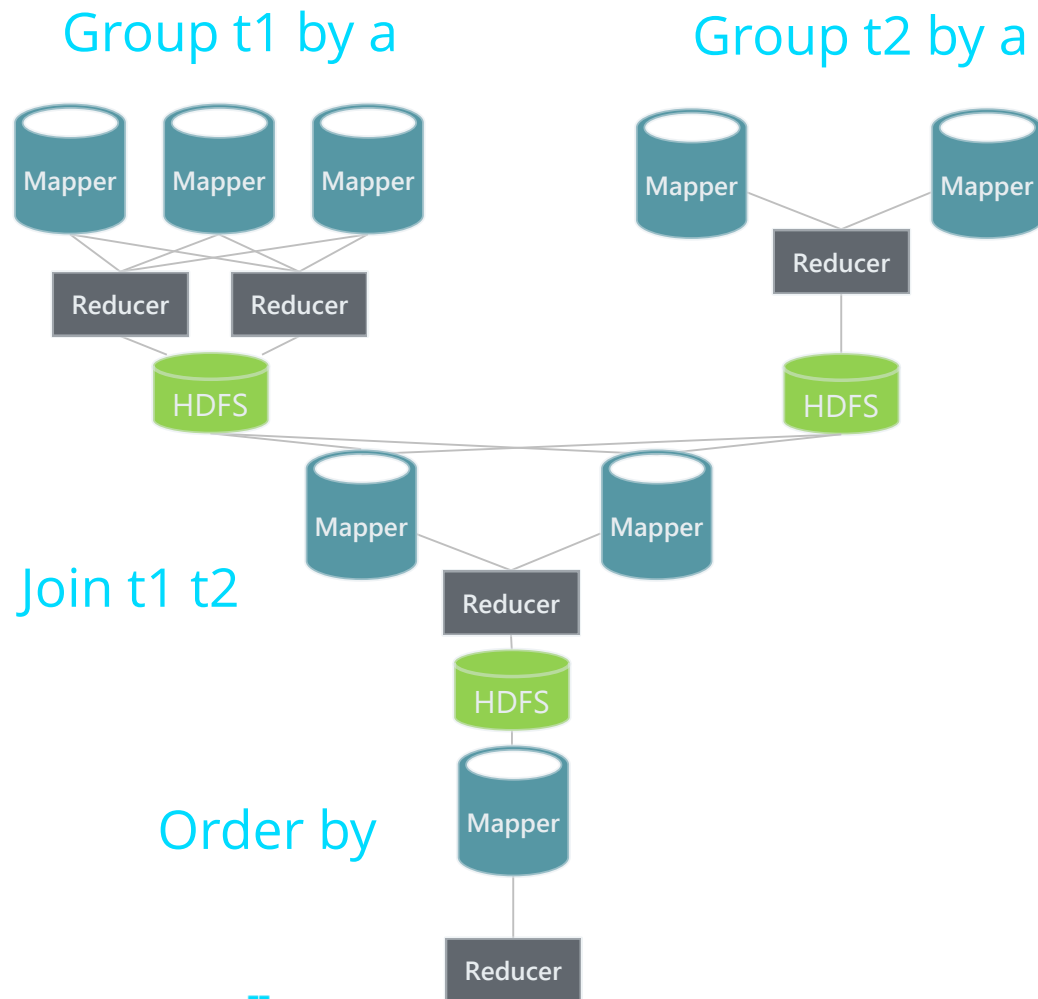 Group t1 by a
Group t2 by a
Mapper
Mapper
Mapper
Mapper
Mapper
Reducer
Reducer
Reducer
HDFS
HDFS
Mapper
Mapper
Join t1 t2
Reducer
HDFS
Order by
Mapper
Reducer